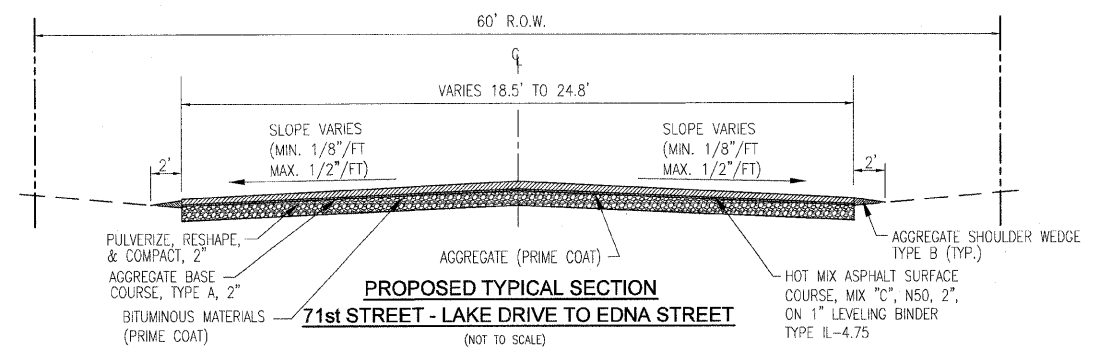 60' R.O.W.
℄
VARIES 18.5' TO 24.8'
SLOPE VARIES
(MIN. 1/8"/FT
MAX. 1/2"/FT)
SLOPE VARIES
(MIN. 1/8"/FT
MAX. 1/2"/FT)
2'
2'
PULVERIZE, RESHAPE,
& COMPACT, 2"
AGGREGATE BASE
COURSE, TYPE A, 2"
BITUMINOUS MATERIALS
(PRIME COAT)
AGGREGATE (PRIME COAT)
AGGREGATE SHOULDER WEDGE
TYPE B (TYP.)
HOT MIX ASPHALT SURFACE
COURSE, MIX "C", N50, 2",
ON 1" LEVELING BINDER
TYPE IL-4.75
PROPOSED TYPICAL SECTION
71st STREET - LAKE DRIVE TO EDNA STREET
(NOT TO SCALE)